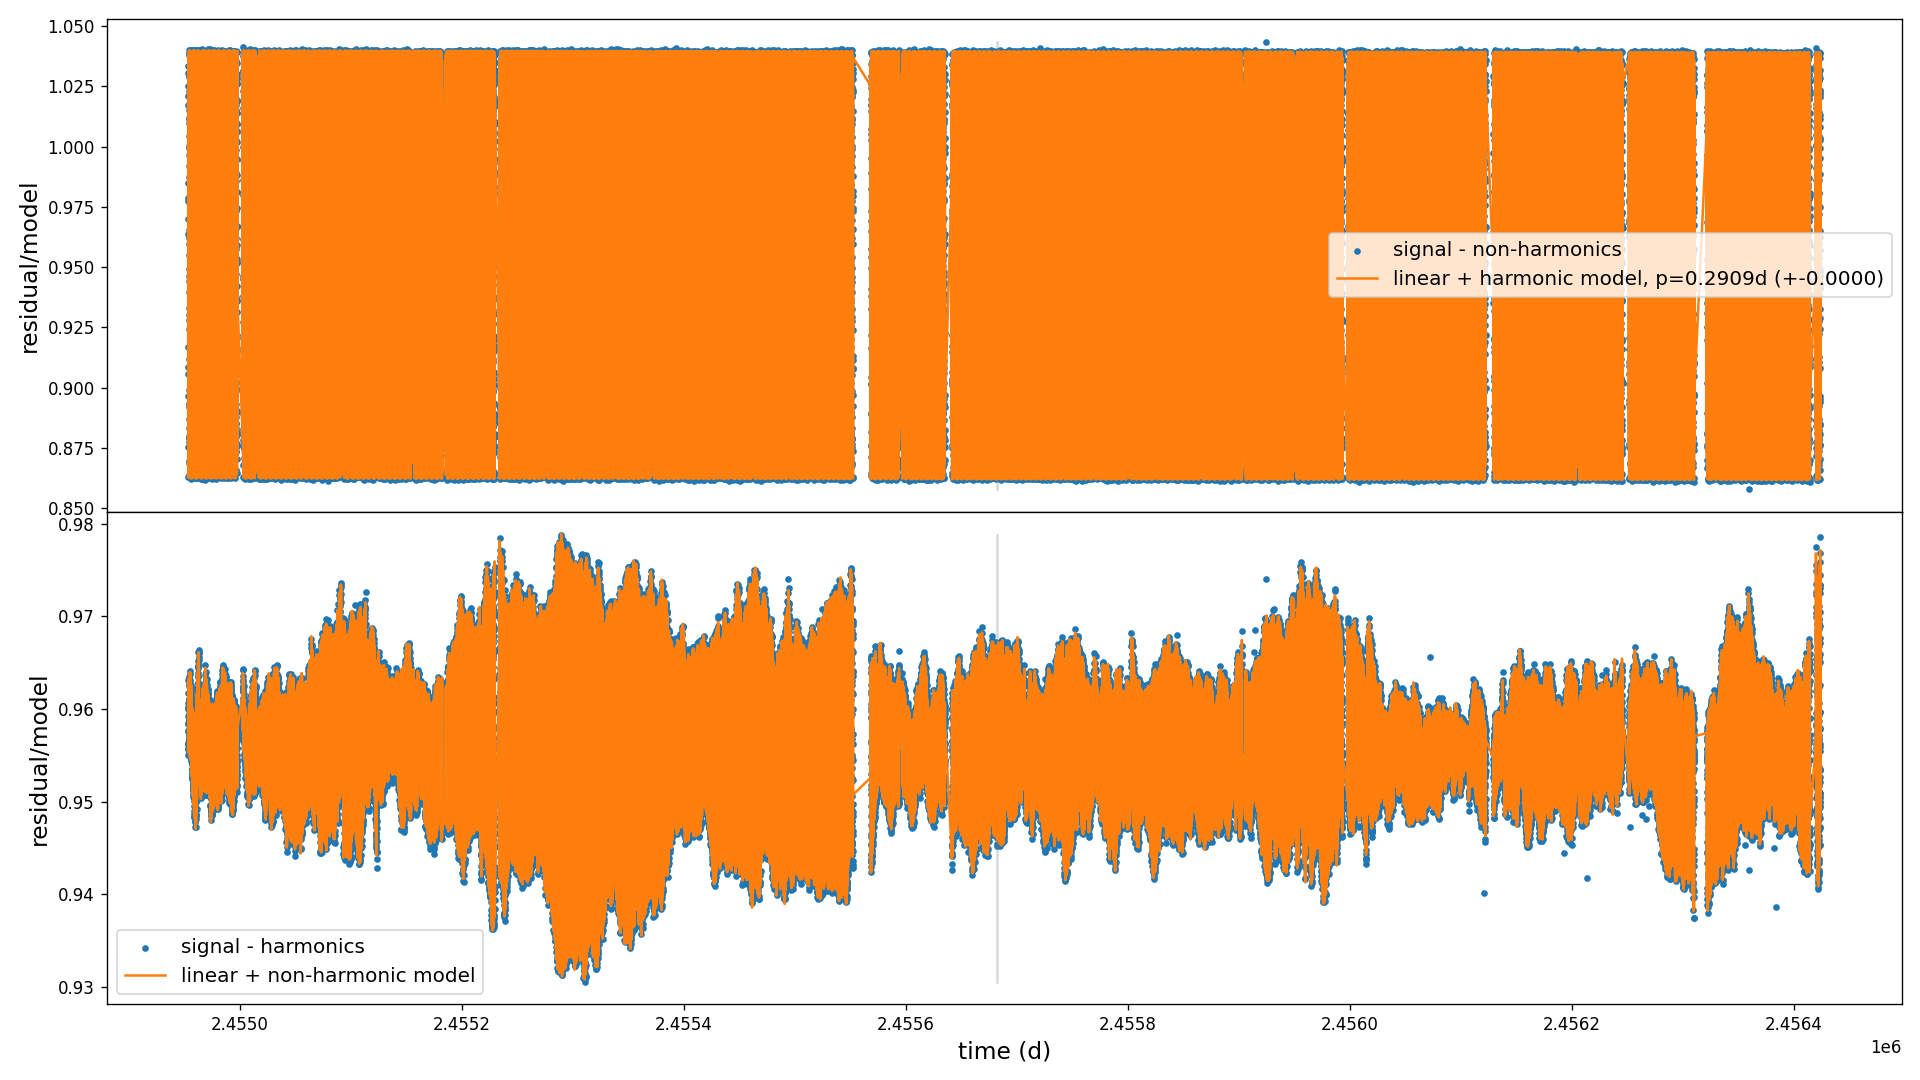 1.050
1.025
1.000
0.975
0.950
0.925
0.900
0.875
0.850
residual/model
signal - non-harmonics
linear + harmonic model, p=0.2909d (+-0.0000)
0.98
0.97
0.96
0.95
0.94
0.93
residual/model
signal - harmonics
linear + non-harmonic model
2.4550 2.4552 2.4554 2.4556 2.4558 2.4560 2.4562 2.4564
1e6
time (d)